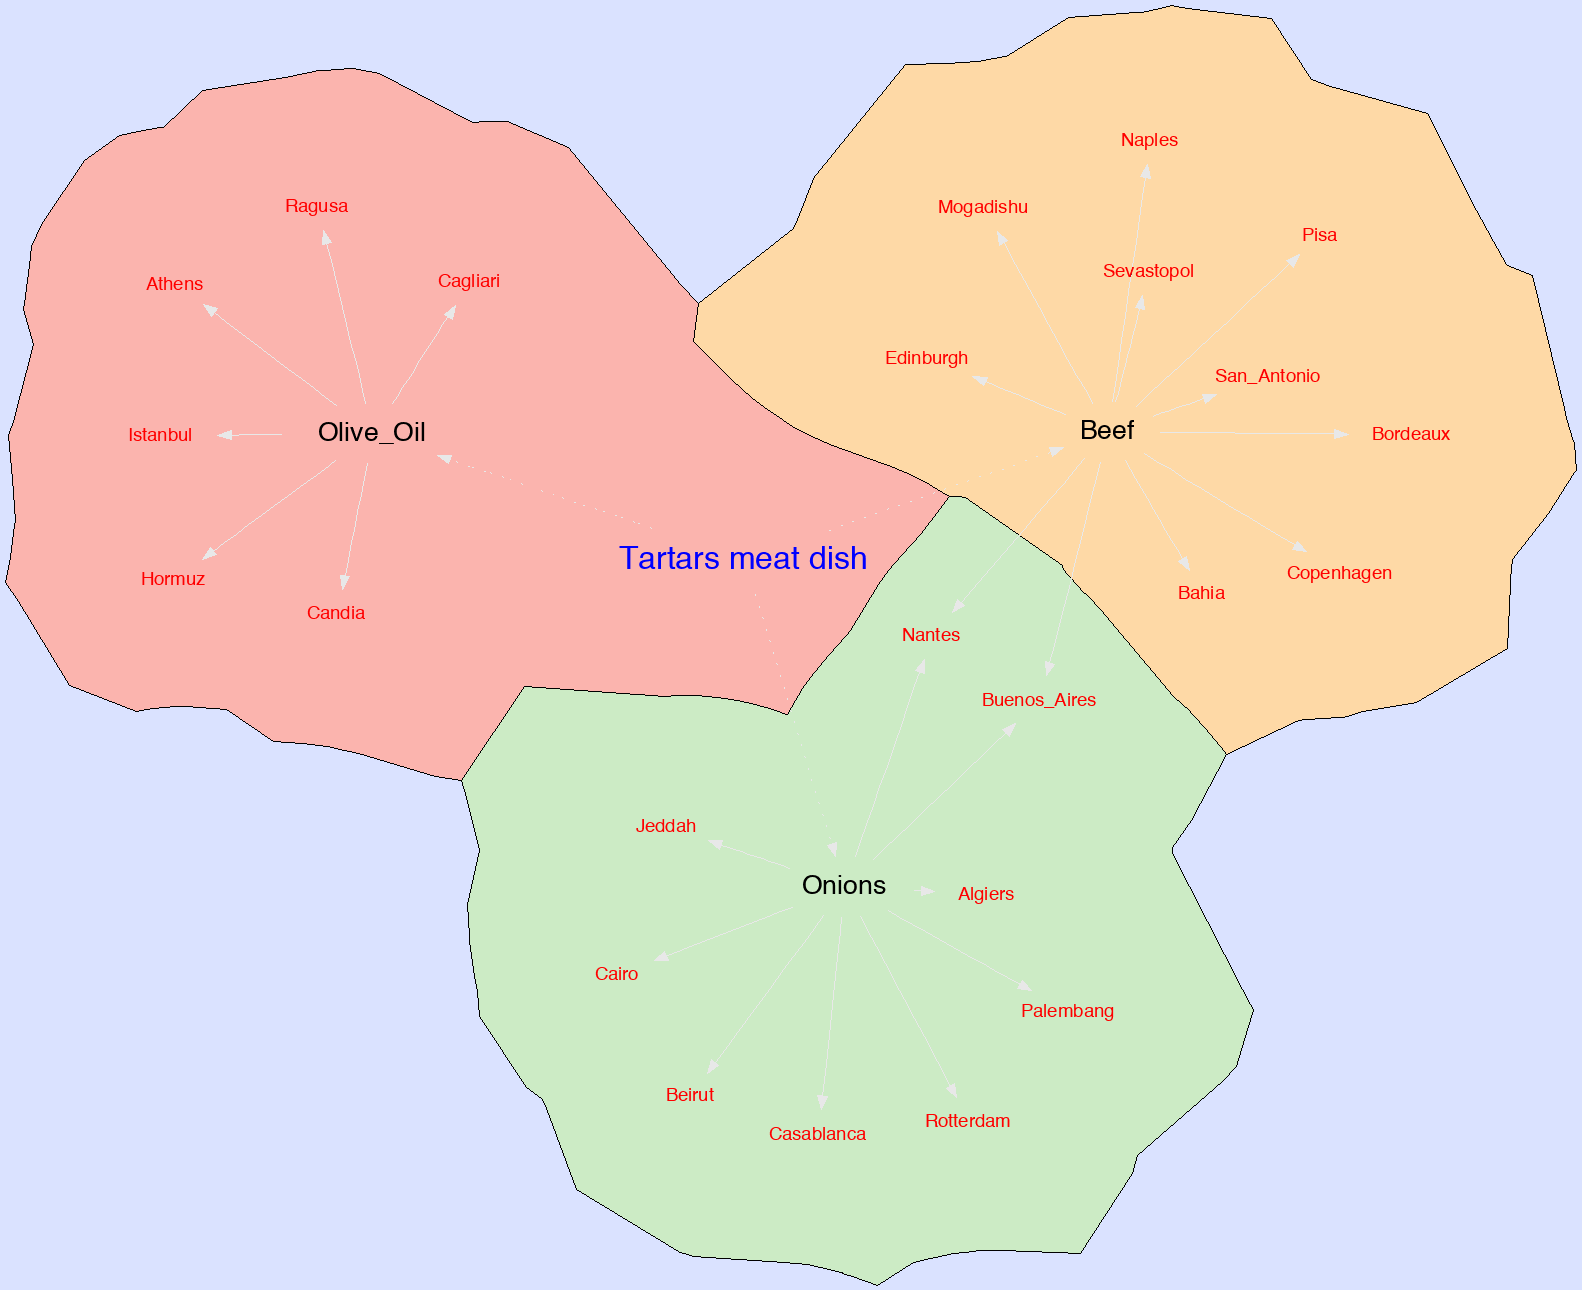 Naples
Ragusa
Mogadishu
Pisa
Athens
Cagliari
Sevastopol
Edinburgh
San_Antonio
Istanbul
Olive_Oil
Beef
Bordeaux
Tartars meat dish
Hormuz
Candia
Copenhagen
Bahia
Nantes
Buenos_Aires
Jeddah
Onions
Algiers
Cairo
Palembang
Beirut
Casablanca
Rotterdam